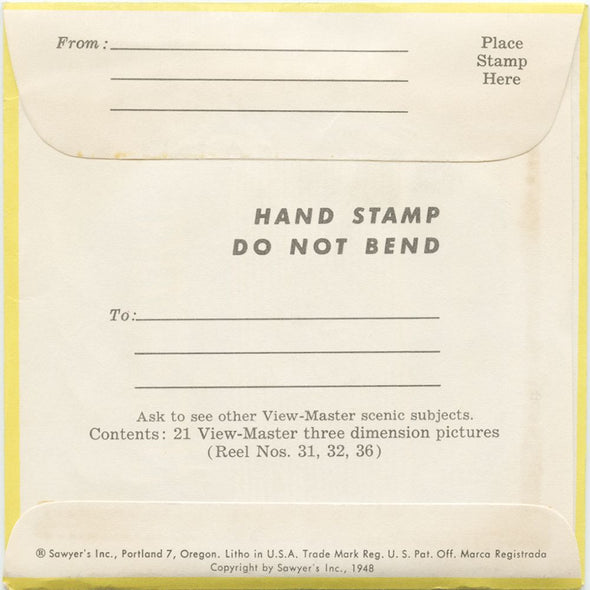 From:
Place
Stamp
Here
HAND STAMP
DO NOT BEND
To:
Ask to see other View-Master scenic subjects.
Contents: 21 View-Master three dimension pictures
(Reel Nos. 31, 32, 36)
® Sawyer's Inc., Portland 7, Oregon. Litho in U.S.A. Trade Mark Reg. U. S. Pat. Off. Marca Registrada
Copyright by Sawyer's Inc., 1948